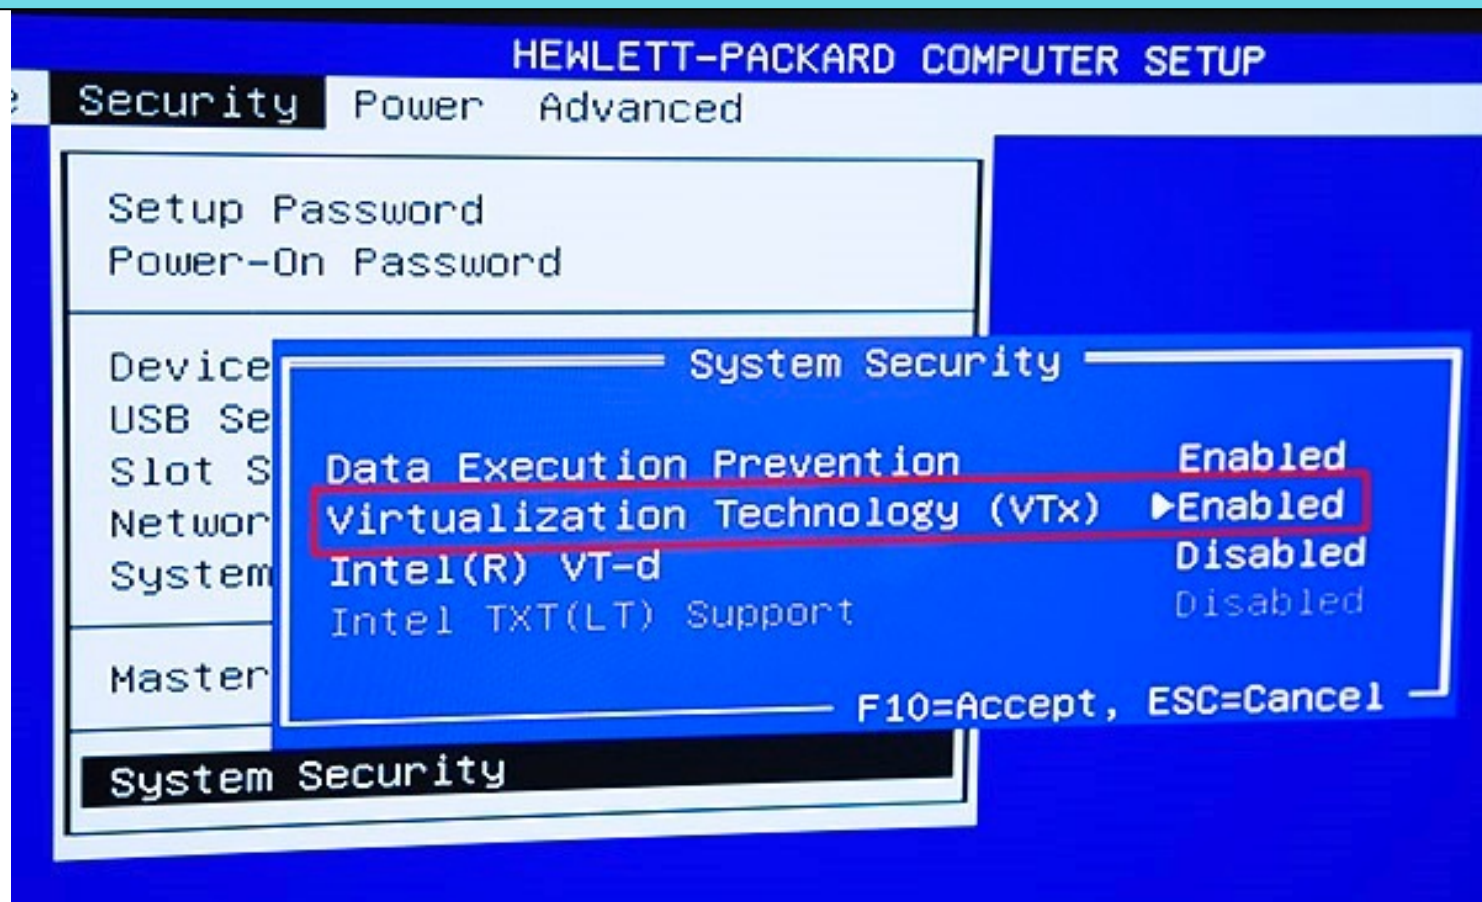 HEWLETT-PACKARD COMPUTER SETUP
Security Power Advanced
Setup Password
Power-On Password
Device
USB Se
Slot S
Networ
System
Master
System Security
System Security
Data Execution Prevention Enabled
Virtualization Technology (VTx) ▶Enabled
Intel(R) VT-d Disabled
Intel TXT(LT) Support Disabled
F10=Accept, ESC=Cancel